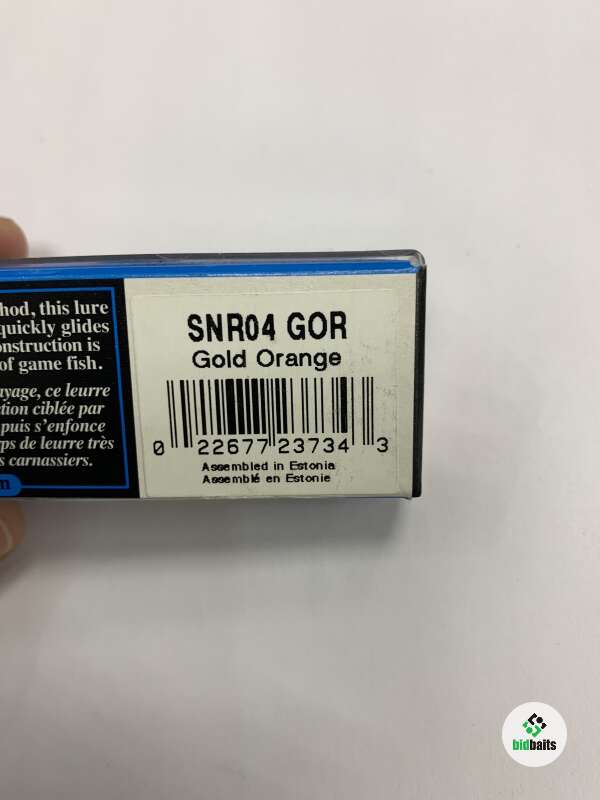 hod, this lure
quickly glides
onstruction is
of game fish.
yage, ce leurre
tion ciblée par
puis s'enfonce
ps de leurre très
s carnassiers.
m
SNR04 GOR
Gold Orange
0 22677 23734 3
Assembled in Estonia
Assemblé en Estonie
bidbaits